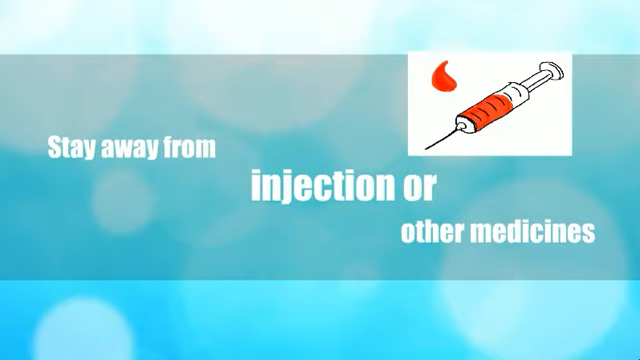 Stay away from
injection or
other medicines